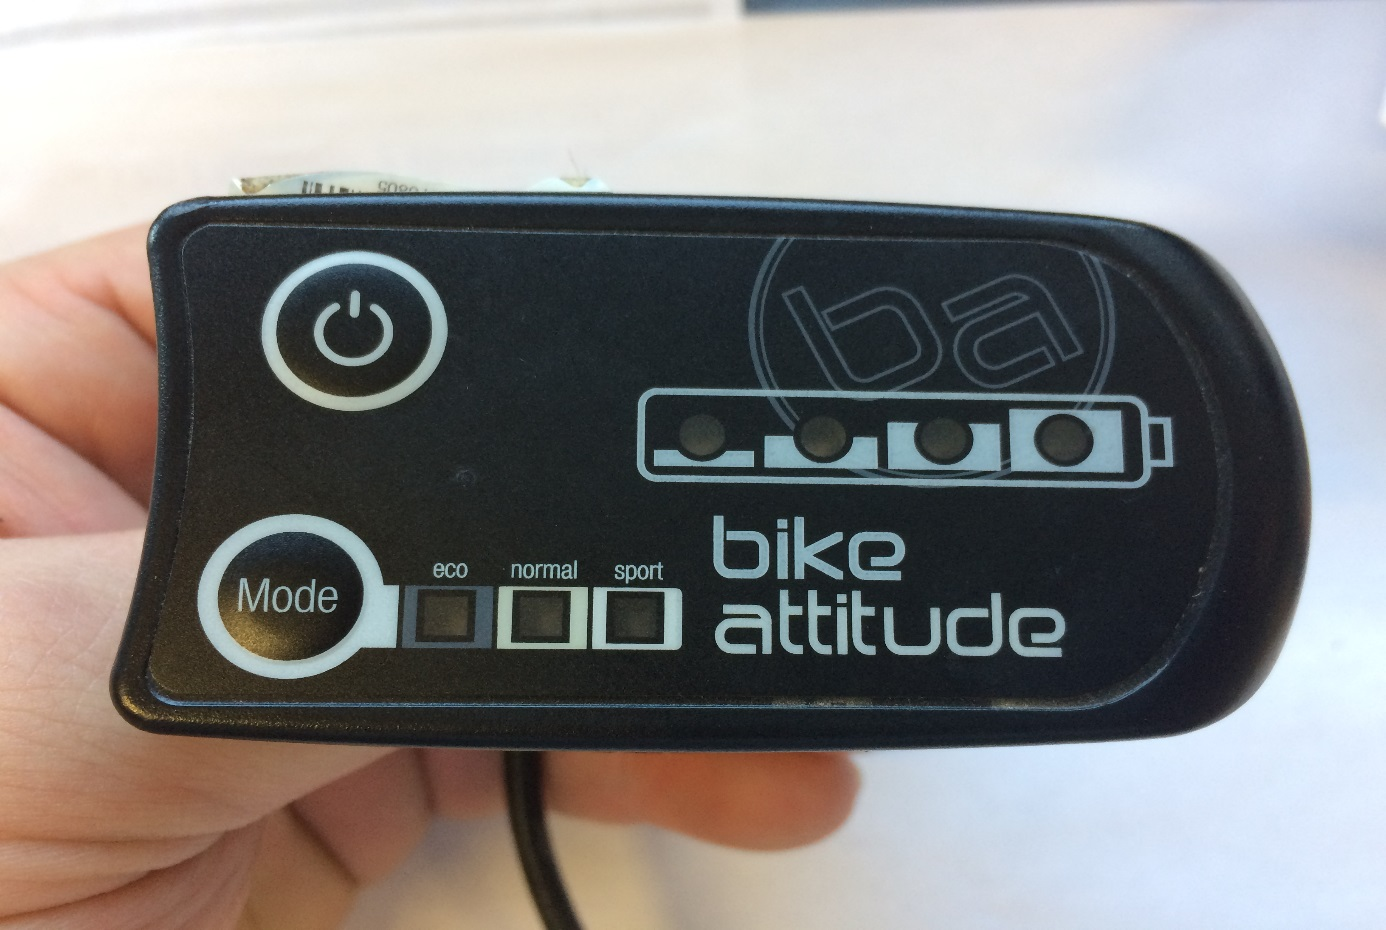 ba
eco normal sport
Mode
bike
attitude